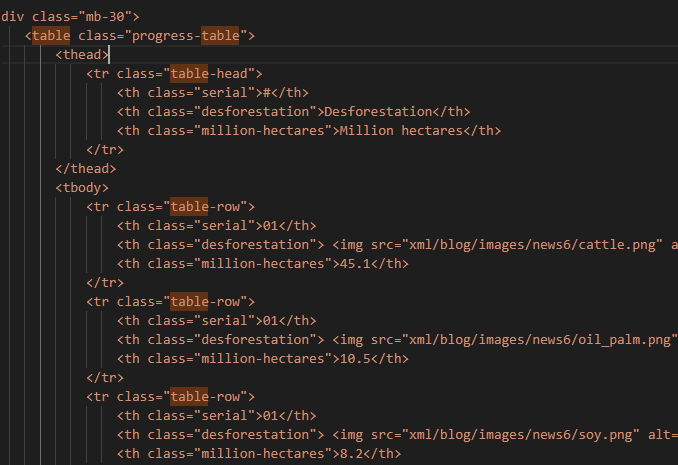 div class="mb-30">
<table class="progress-table">
<thead>
<tr class="table-head">
<th class="serial">#</th>
<th class="desforestation">Desforestation</th>
<th class="million-hectares">Million hectares</th>
</tr>
</thead>
<tbody>
<tr class="table-row">
<th class="serial">01</th>
<th class="desforestation"> <img src="xml/blog/images/news6/cattle.png" a
<th class="million-hectares">45.1</th>
</tr>
<tr class="table-row">
<th class="serial">01</th>
<th class="desforestation"> <img src="xml/blog/images/news6/oil_palm.png"
<th class="million-hectares">10.5</th>
</tr>
<tr class="table-row">
<th class="serial">01</th>
<th class="desforestation"> <img src="xml/blog/images/news6/soy.png" alt=
<th class="million-hectares">8.2</th>